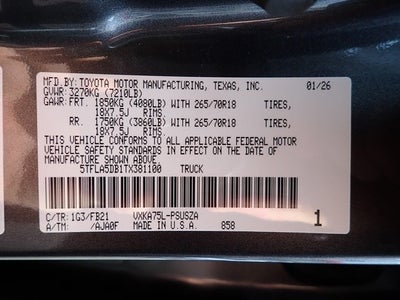 MFD.BY: TOYOTA MOTOR MANUFACTURING, TEXAS, INC. 01/26
GVWR: 3270KG (7210LB)
GAWR: FRT. 1850KG (4080LB) WITH 265/70R18 TIRES,
18X7.5J RIMS.
RR. 1750KG (3860LB) WITH 265/70R18 TIRES,
18X7.5J RIMS.
THIS VEHICLE CONFORMS TO ALL APPLICABLE FEDERAL MOTOR
VEHICLE SAFETY AND BUMPER STANDARDS IN EFFECT ON THE DATE OF
MANUFACTURE SHOWN ABOVE.
5TFLA5DB1TX381100 TRUCK
C/TR: 1G3/FB21 VXKA75L-PSUSZA
A/TM: /AJA0F MADE IN U.S.A. 858
1